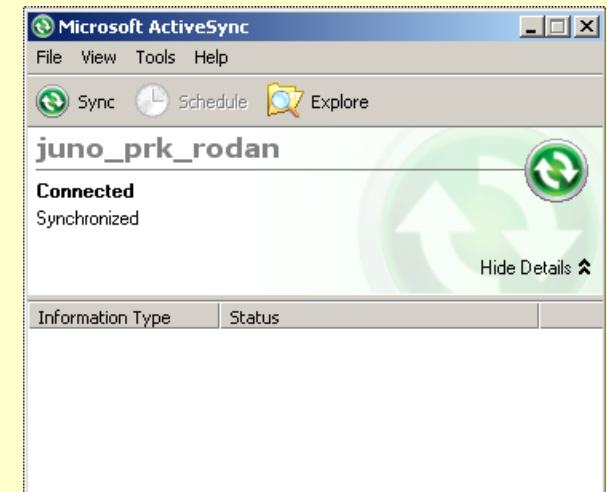 Microsoft ActiveSync
File View Tools Help
Sync Schedule Explore
juno_prk_rodan
Connected
Synchronized
Hide Details
Information Type Status